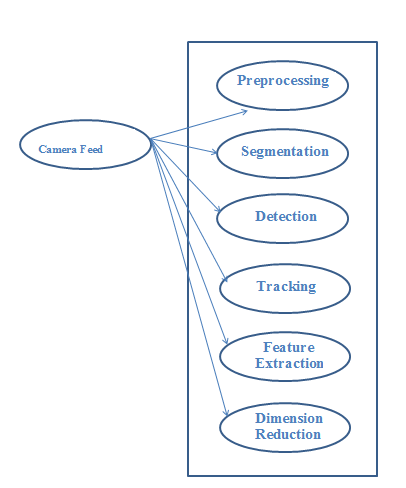 Preprocessing
Camera Feed
Segmentation
Detection
Tracking
Feature
Extraction
Dimension
Reduction